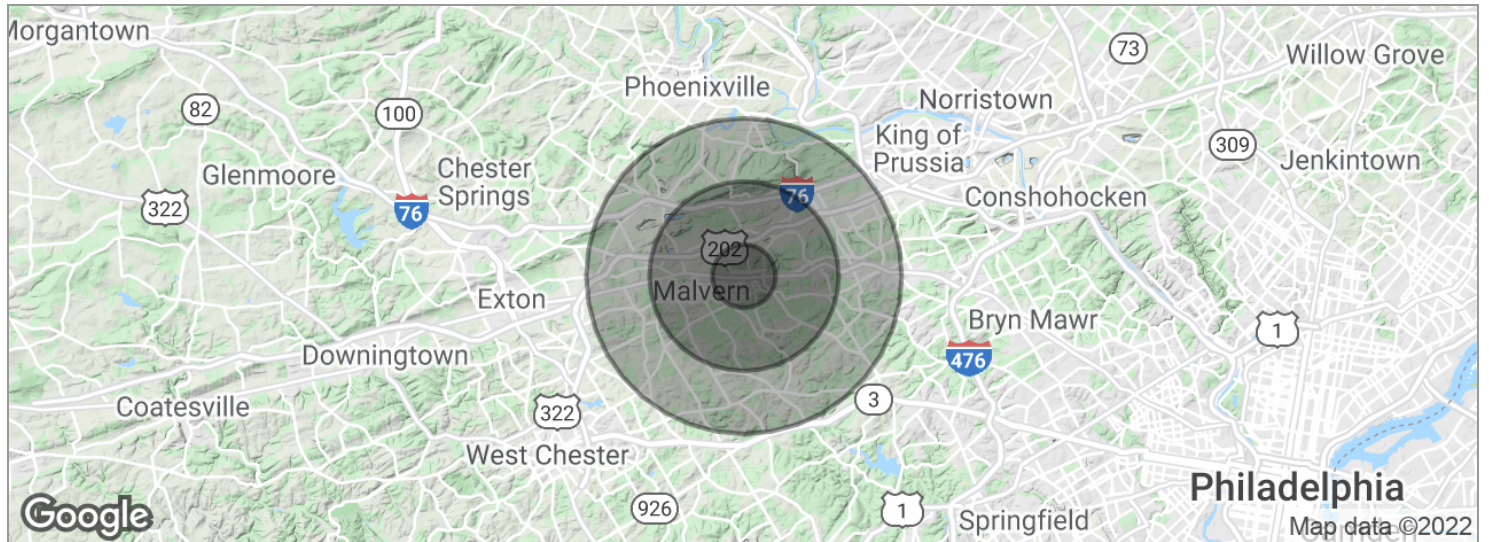 Morgantown
Willow Grove
73
Phoenixville
Norristown
82
100
King of
Prussia
309
Jenkintown
Glenmoore
Chester
Springs
76
322
76
Conshohocken
202
Malvern
Exton
Bryn Mawr
1
Downingtown
476
Coatesville
322
3
West Chester
Philadelphia
926
1
Springfield
Google
Map data ©2022
Camden